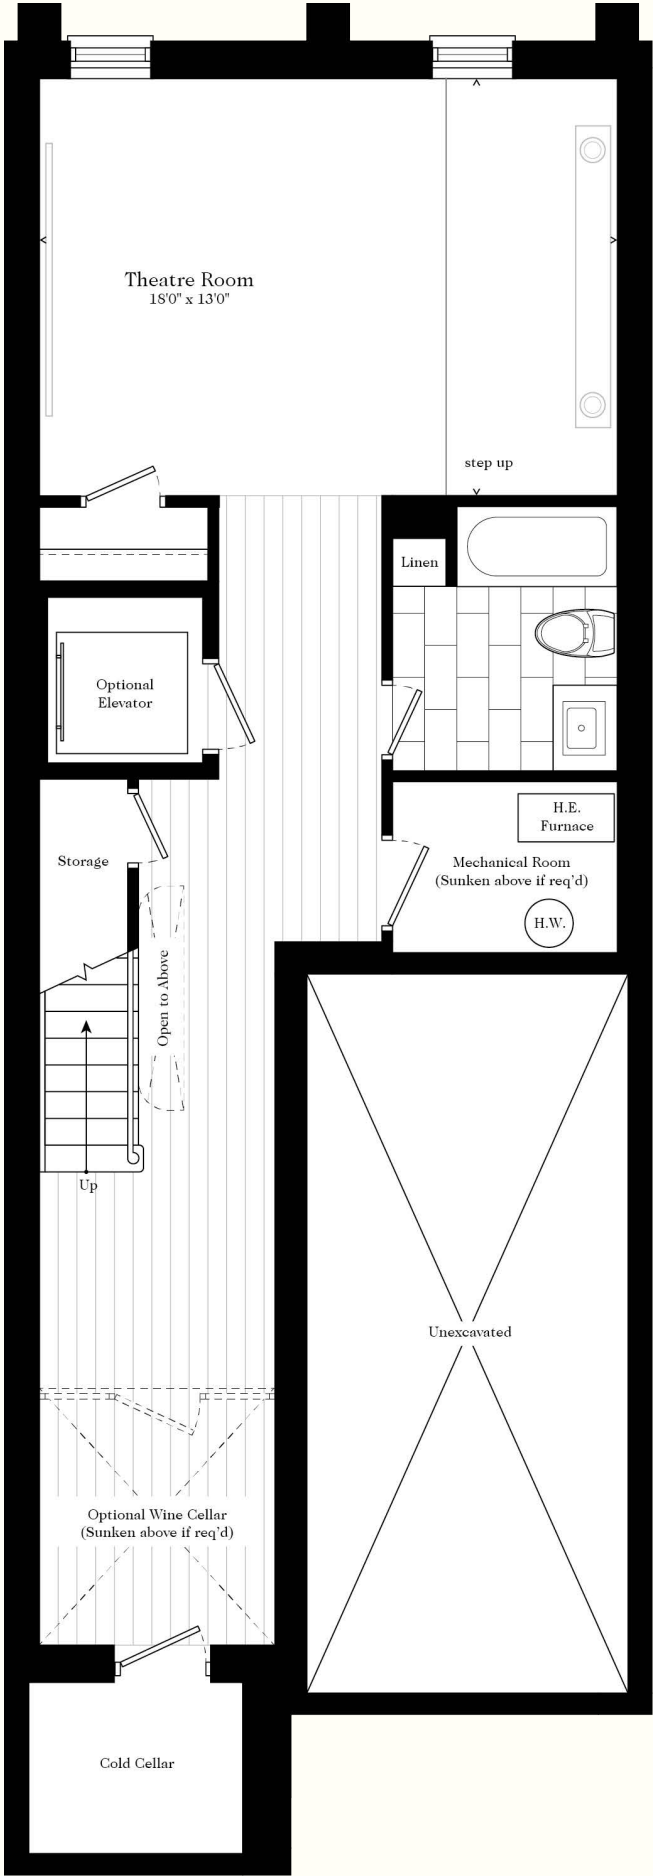 Theatre Room
18'0" x 13'0"
step up
Linen
Optional
Elevator
H.E.
Furnace
Storage
Mechanical Room
(Sunken above if req'd)
H.W.
Open to Above
Up
Unexcavated
Optional Wine Cellar
(Sunken above if req'd)
Cold Cellar